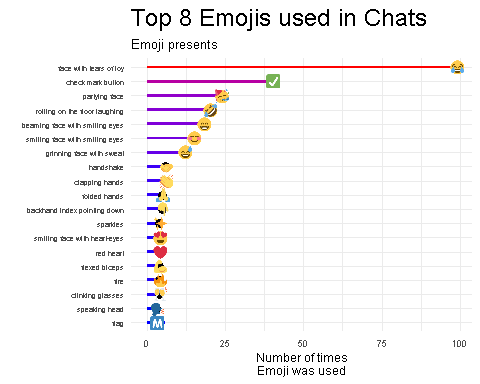 Top 8 Emojis used in Chats
Emoji presents
face with tears of joy
check mark button
partying face
rolling on the floor laughing
beaming face with smiling eyes
smiling face with smiling eyes
grinning face with sweat
handshake
clapping hands
folded hands
backhand index pointing down
sparkles
smiling face with heart-eyes
red heart
flexed biceps
fire
clinking glasses
speaking head
M
0
25
50
75
100
Number of times
Emoji was used